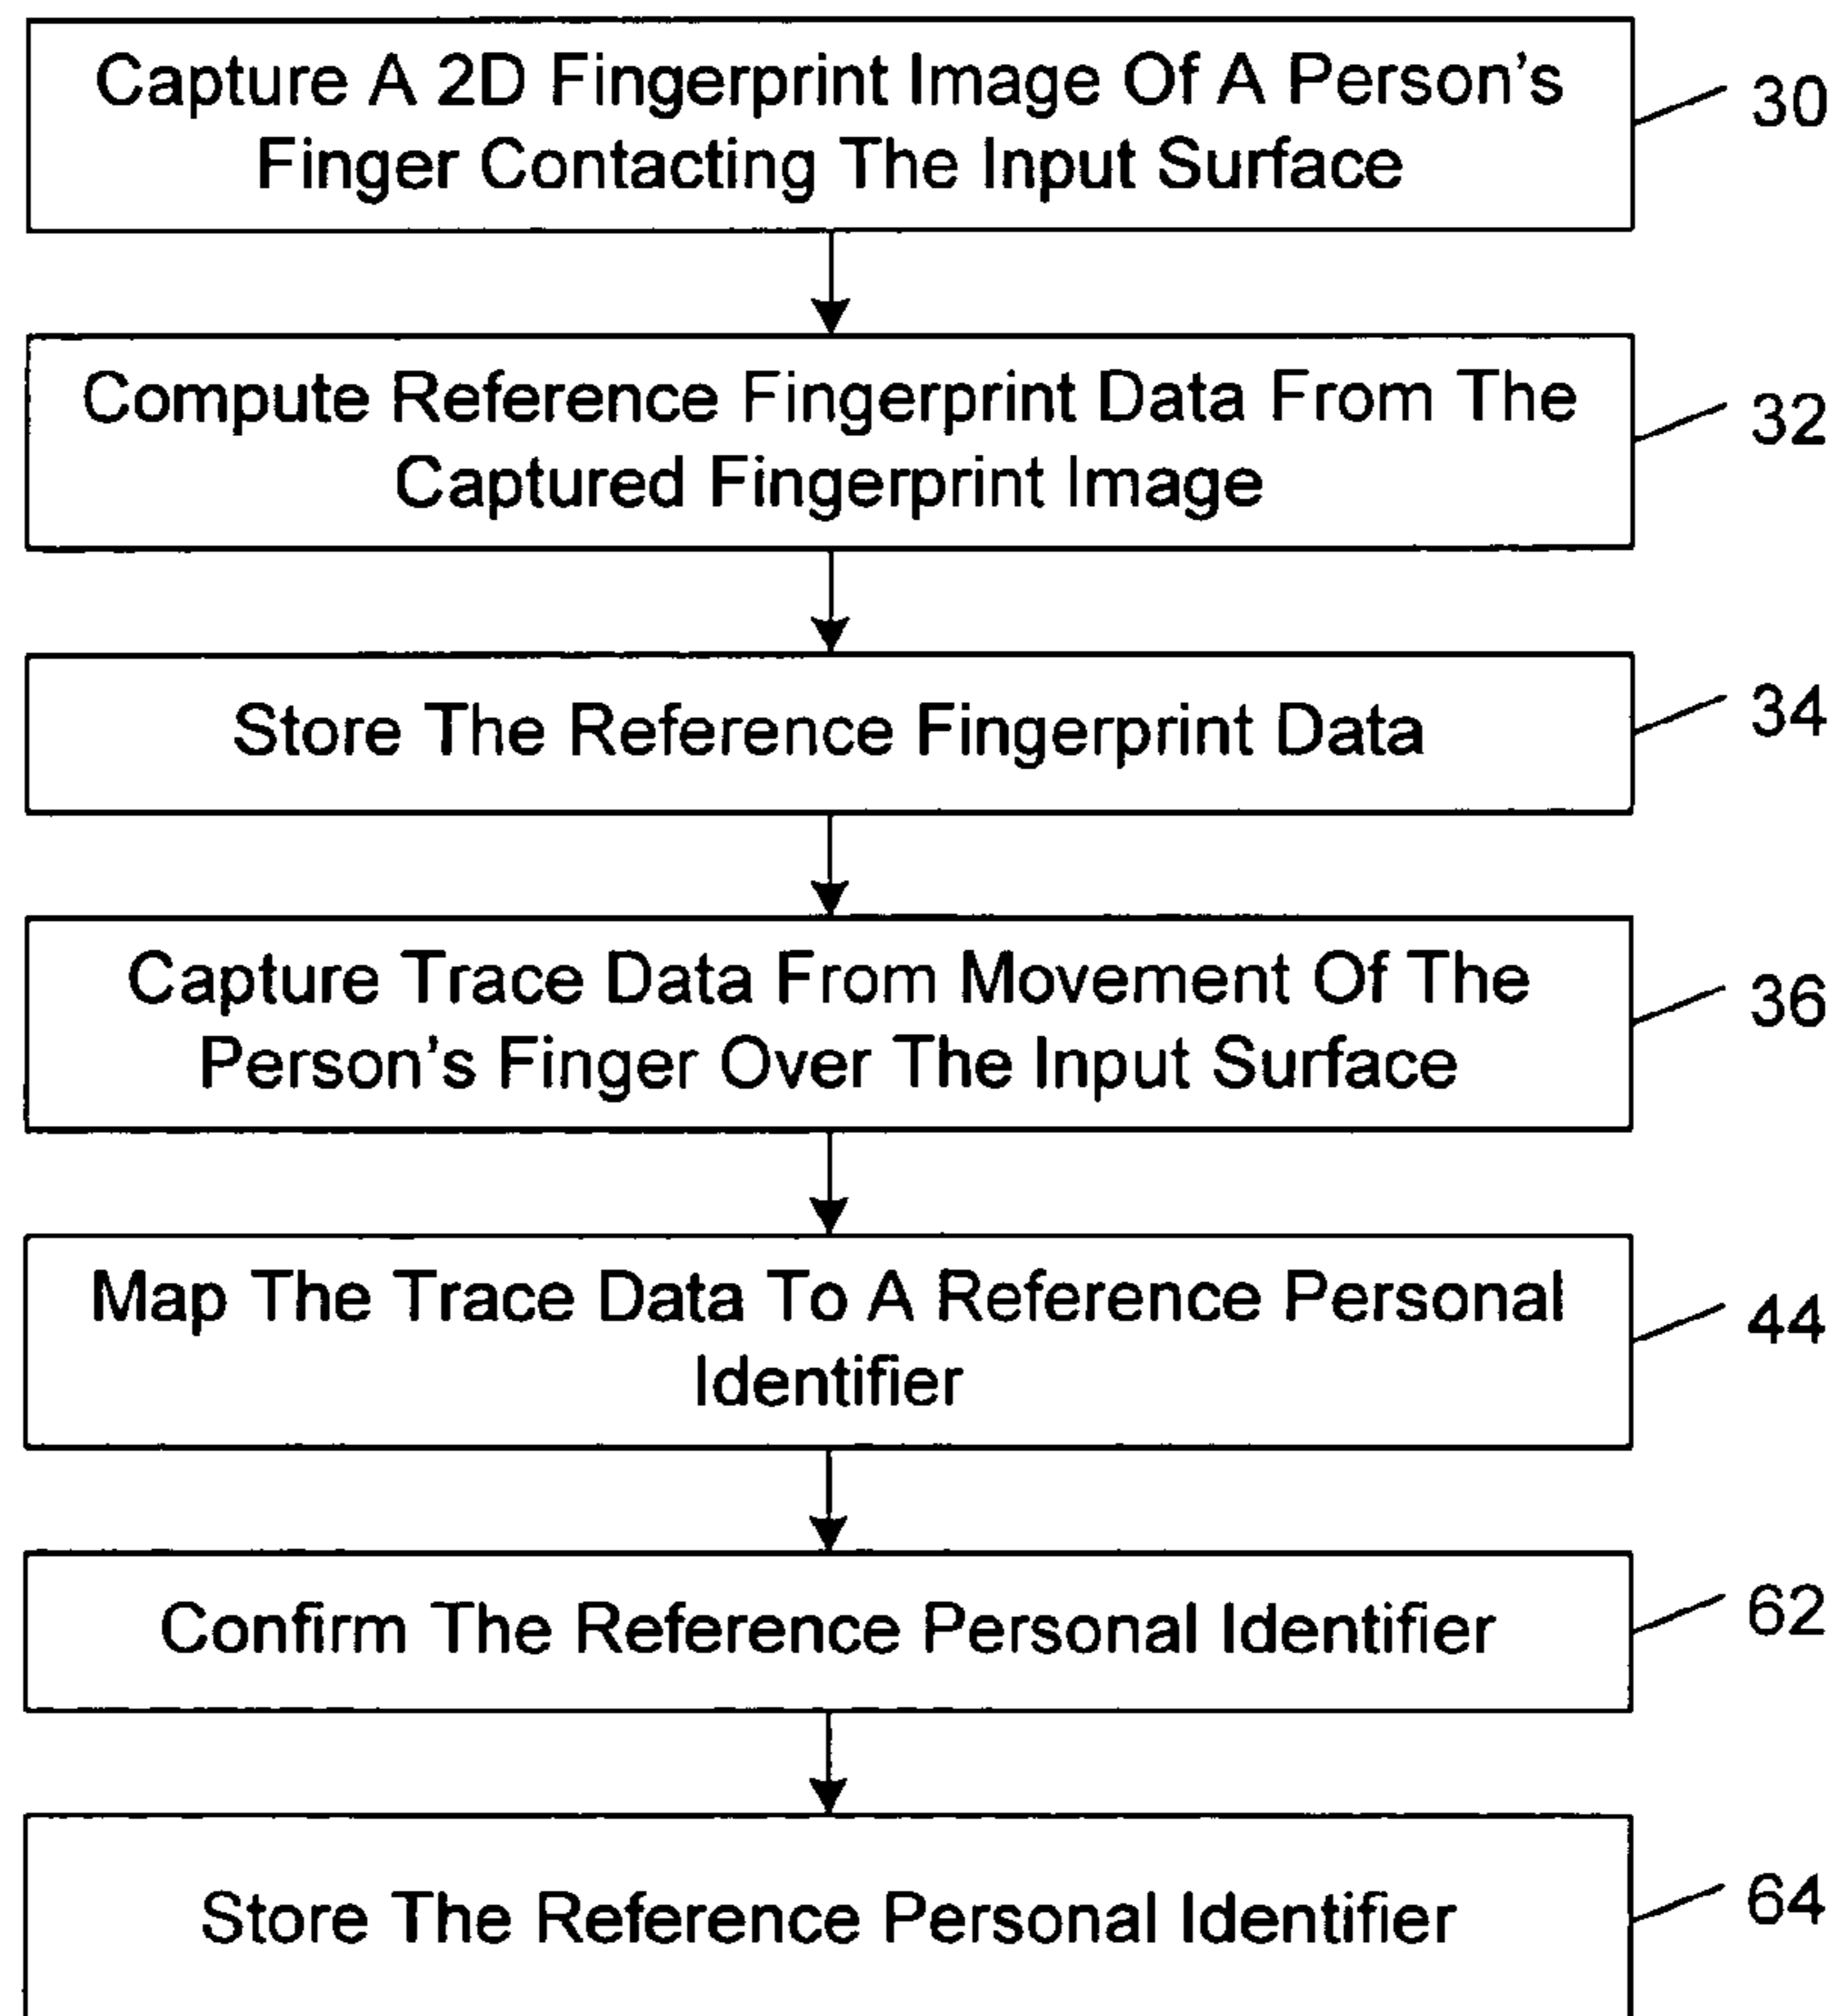 Capture A 2D Fingerprint Image Of A Person's
Finger Contacting The Input Surface
30
Compute Reference Fingerprint Data From The
Captured Fingerprint Image
32
Store The Reference Fingerprint Data
34
Capture Trace Data From Movement Of The
Person's Finger Over The Input Surface
36
Map The Trace Data To A Reference Personal
Identifier
44
Confirm The Reference Personal Identifier
62
Store The Reference Personal Identifier
64